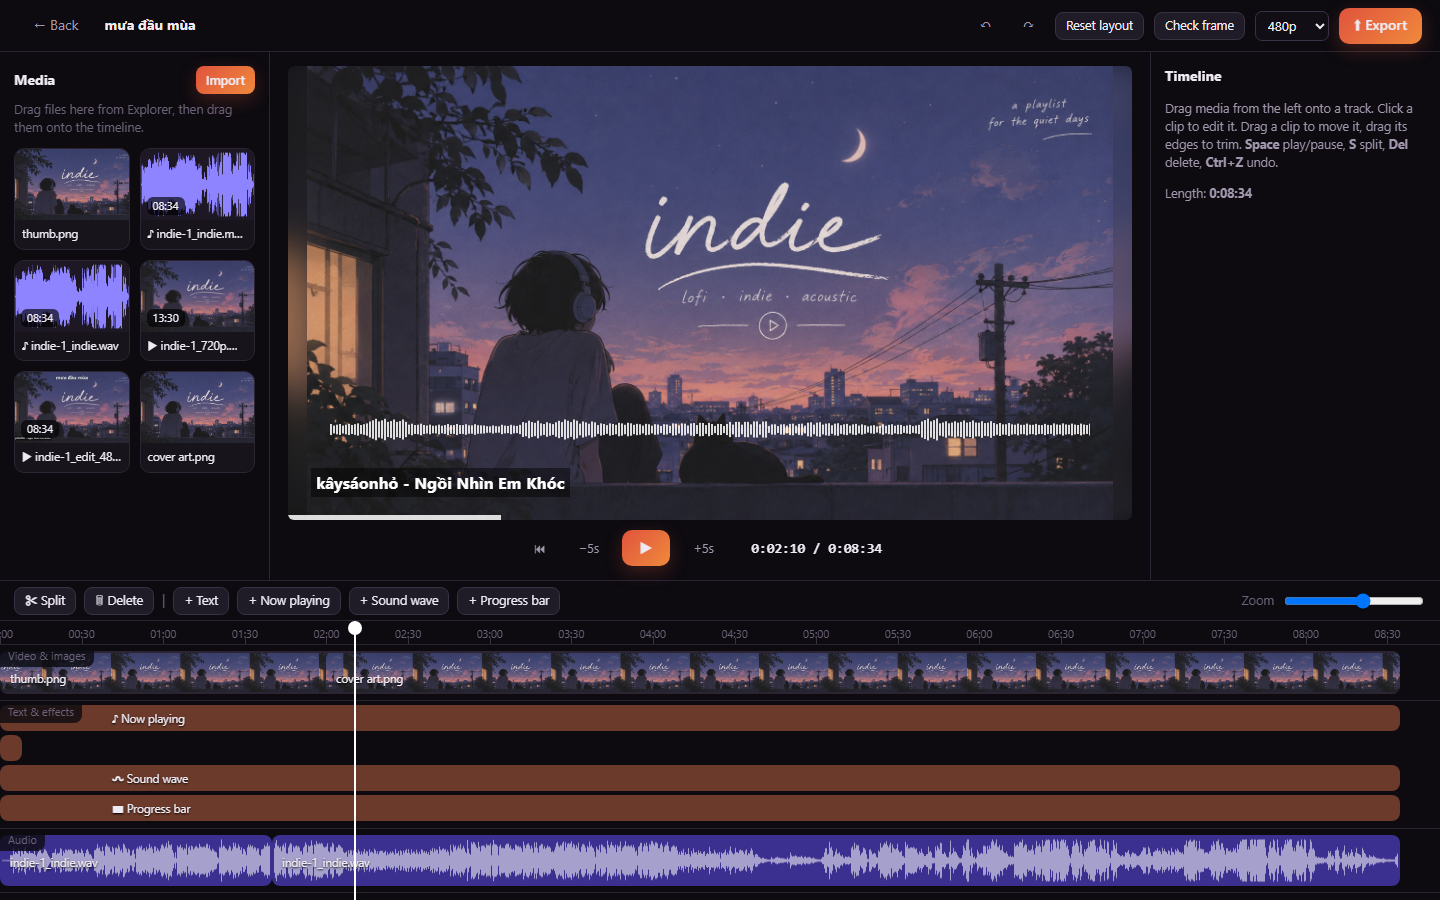 ← Back
mưa đầu mùa
Reset layout
Check frame
480p
Export
Media
Import
Drag files here from Explorer, then drag
them onto the timeline.
thumb.png
08:34
♪ indie-1_indie.m...
08:34
♪ indie-1_indie.wav
13:30
▶ indie-1_720p....
mưa đầu mùa
08:34
▶ indie-1_edit_48...
cover art.png
a playlist
for the quiet days
indie
lofi · indie · acoustic
kâysáonhỏ - Ngồi Nhìn Em Khóc
−5s
+5s
0:02:10 / 0:08:34
Timeline
Drag media from the left onto a track. Click a
clip to edit it. Drag a clip to move it, drag its
edges to trim. Space play/pause, S split, Del
delete, Ctrl+Z undo.
Length: 0:08:34
Split
Delete
+ Text
+ Now playing
+ Sound wave
+ Progress bar
Zoom
:00 00:30 01:00 01:30 02:00 02:30 03:00 03:30 04:00 04:30 05:00 05:30 06:00 06:30 07:00 07:30 08:00 08:30
Video & images
thumb.png
cover art.png
Text & effects
♪ Now playing
Sound wave
Progress bar
Audio
indie-1_indie.wav
indie-1_indie.wav